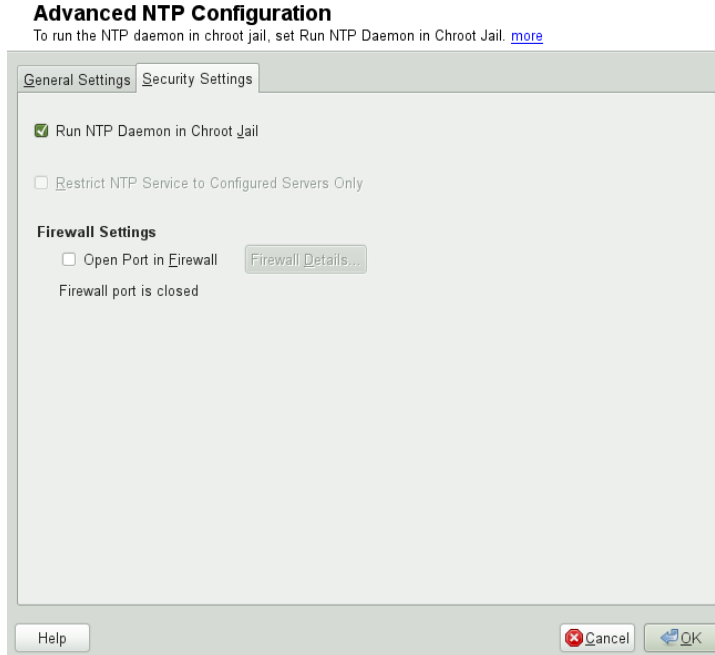 Advanced NTP Configuration
To run the NTP daemon in chroot jail, set Run NTP Daemon in Chroot Jail. more
General Settings
Security Settings
Run NTP Daemon in Chroot Jail
Restrict NTP Service to Configured Servers Only
Firewall Settings
Open Port in Firewall
Firewall Details...
Firewall port is closed
Help
Cancel
OK